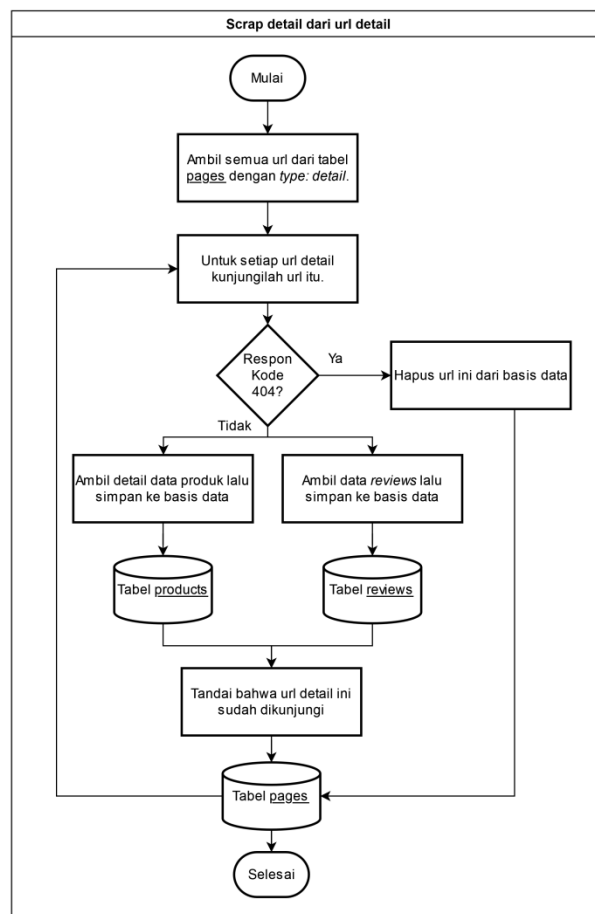 Scrap detail dari url detail
Mulai
Ambil semua url dari tabel
pages dengan type: detail.
Untuk setiap url detail
kunjungilah url itu.
Respon
Kode
404?
Ya
Hapus url ini dari basis data
Tidak
Ambil detail data produk lalu
simpan ke basis data
Ambil data reviews lalu
simpan ke basis data
Tabel products
Tabel reviews
Tandai bahwa url detail ini
sudah dikunjungi
Tabel pages
Selesai